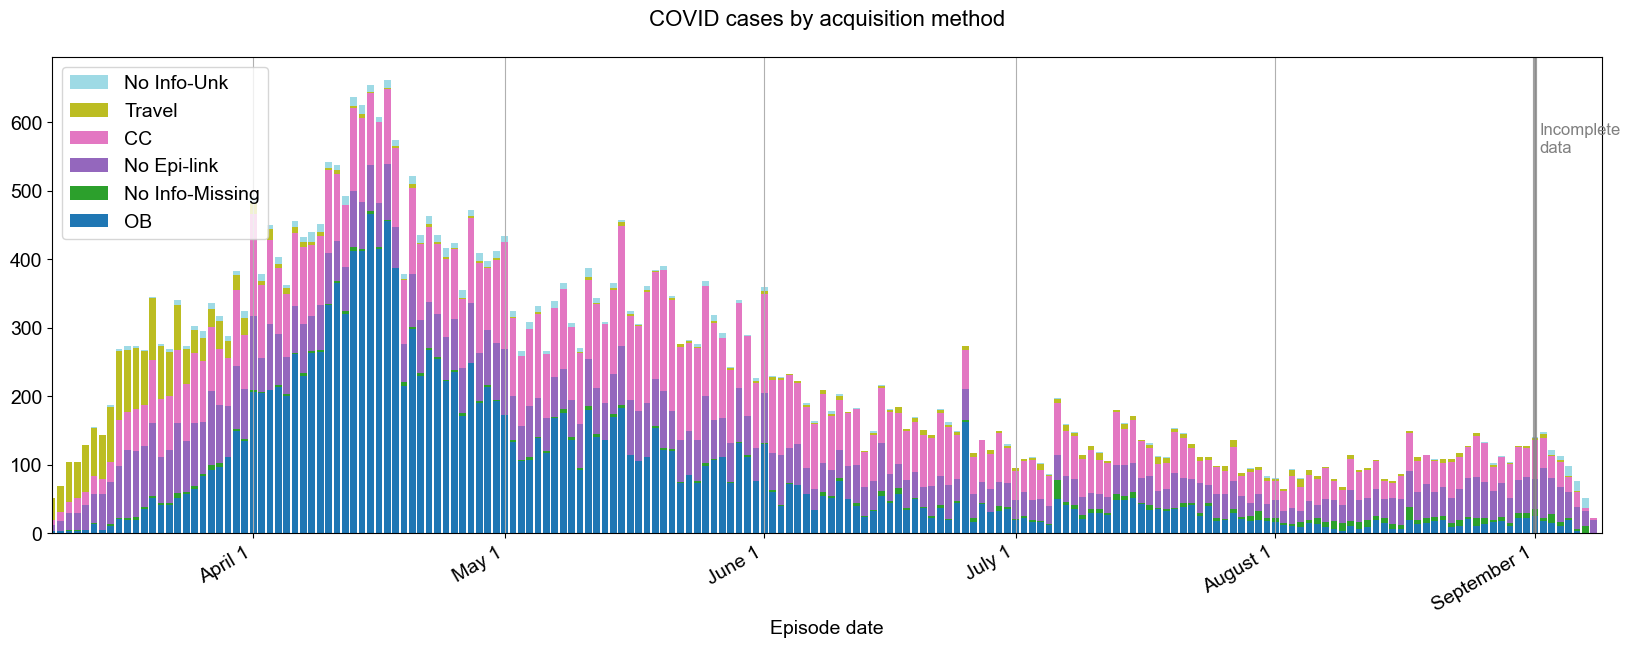 COVID cases by acquisition method
No Info-Unk
Travel
CC
No Epi-link
No Info-Missing
OB
600
500
400
300
200
100
0
Incomplete
data
April 1
May 1
June 1
July 1
August 1
September 1
Episode date